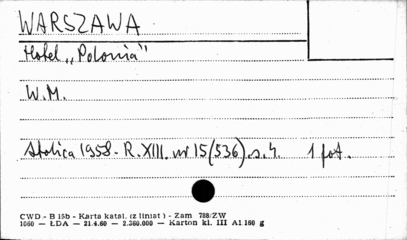 WARSZAWA
Hotel „Polonia"
W.M.
Stolica 1958. R.XIII. nr 15(536). s. 4. 1 fot.
CWD - B 15b - Karta katal. (z liniat) - Zam 788/ZW
1060 — ŁDA — 21.4.60 — 2.360.000 — Karton kl. III A1 160 g